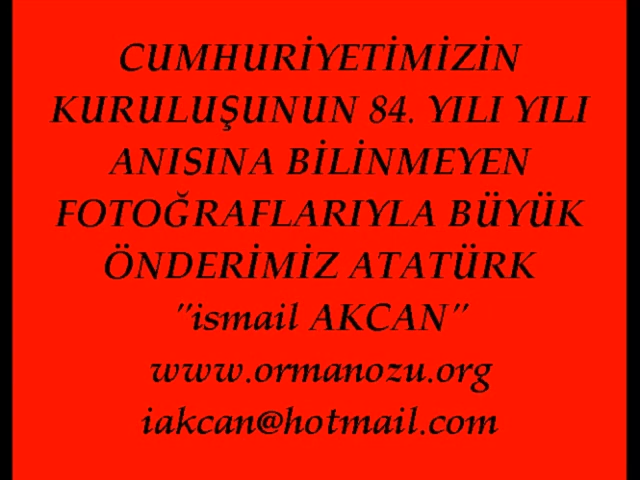 CUMHURİYETİMİZİN
KURULUŞUNUN 84. YILI YILI
ANISINA BİLİNMEYEN
FOTOĞRAFLARIYLA BÜYÜK
ÖNDERİMİZ ATATÜRK
"ismail AKCAN"
www.ormanozu.org
iakcan@hotmail.com